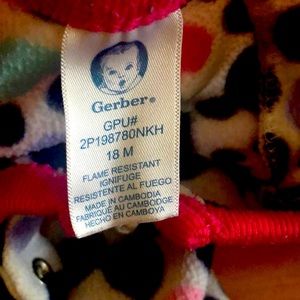 Gerber®
GPU#
2P198780NKH
18 M
FLAME RESISTANT
IGNIFUGE
RESISTENTE AL FUEGO
MADE IN CAMBODIA
FABRIQUÉ AU CAMBODGE
HECHO EN CAMBOYA